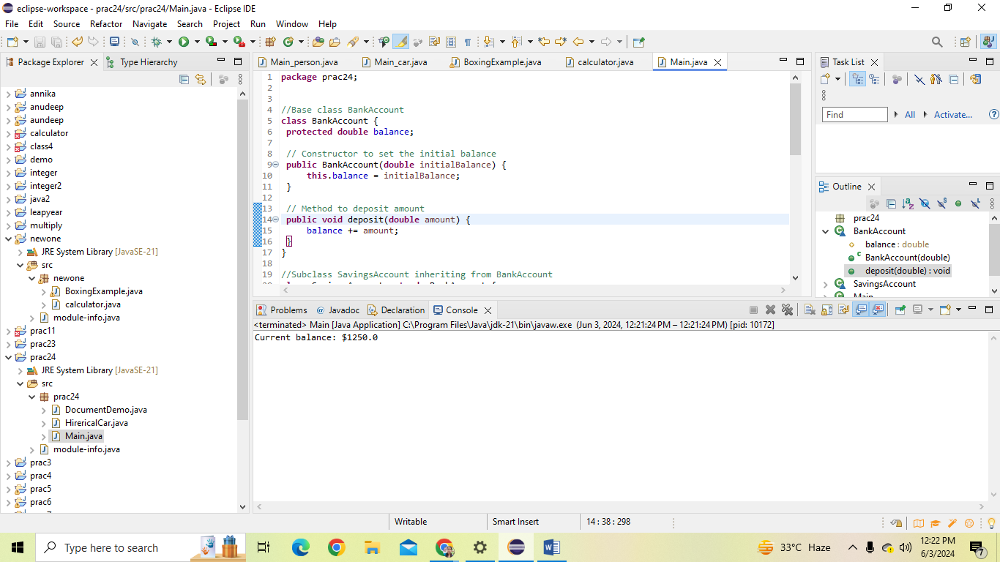 eclipse-workspace - prac24/src/prac24/Main.java - Eclipse IDE
File Edit Source Refactor Navigate Search Project Run Window Help
Package Explorer Type Hierarchy
annika
anudeep
aundeep
calculator
class4
demo
integer
integer2
java2
leapyear
multiply
newone
JRE System Library [JavaSE-21]
src
newone
BoxingExample.java
calculator.java
module-info.java
prac11
prac23
prac24
JRE System Library [JavaSE-21]
src
prac24
DocumentDemo.java
HirericalCar.java
Main.java
module-info.java
prac3
prac4
prac5
prac6
Main_person.java Main_car.java BoxingExample.java calculator.java Main.java
1 package prac24;
2
3
4 //Base class BankAccount
5 class BankAccount {
6 protected double balance;
7
8 // Constructor to set the initial balance
9 public BankAccount(double initialBalance) {
10 this.balance = initialBalance;
11 }
12
13 // Method to deposit amount
14 public void deposit(double amount) {
15 balance += amount;
16 }
17 }
18
19 //Subclass SavingsAccount inheriting from BankAccount
Problems Javadoc Declaration Console
<terminated> Main [Java Application] C:\Program Files\Java\jdk-21\bin\javaw.exe (Jun 3, 2024, 12:21:24 PM – 12:21:24 PM) [pid: 10172]
Current balance: $1250.0
Task List
Find All Activate...
Outline
prac24
BankAccount
balance : double
BankAccount(double)
deposit(double) : void
SavingsAccount
Main
Writable Smart Insert 14 : 38 : 298
Type here to search
33°C Haze
12:22 PM
6/3/2024
7